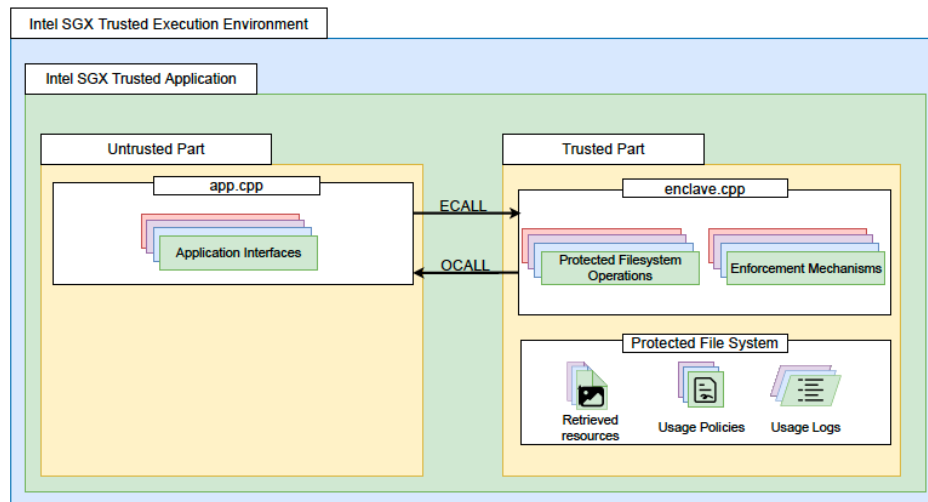 Intel SGX Trusted Execution Environment
Intel SGX Trusted Application
Untrusted Part
Trusted Part
app.cpp
enclave.cpp
ECALL
Application Interfaces
Protected Filesystem
Operations
Enforcement Mechanisms
OCALL
Protected File System
Retrieved
resources
Usage Policies
Usage Logs